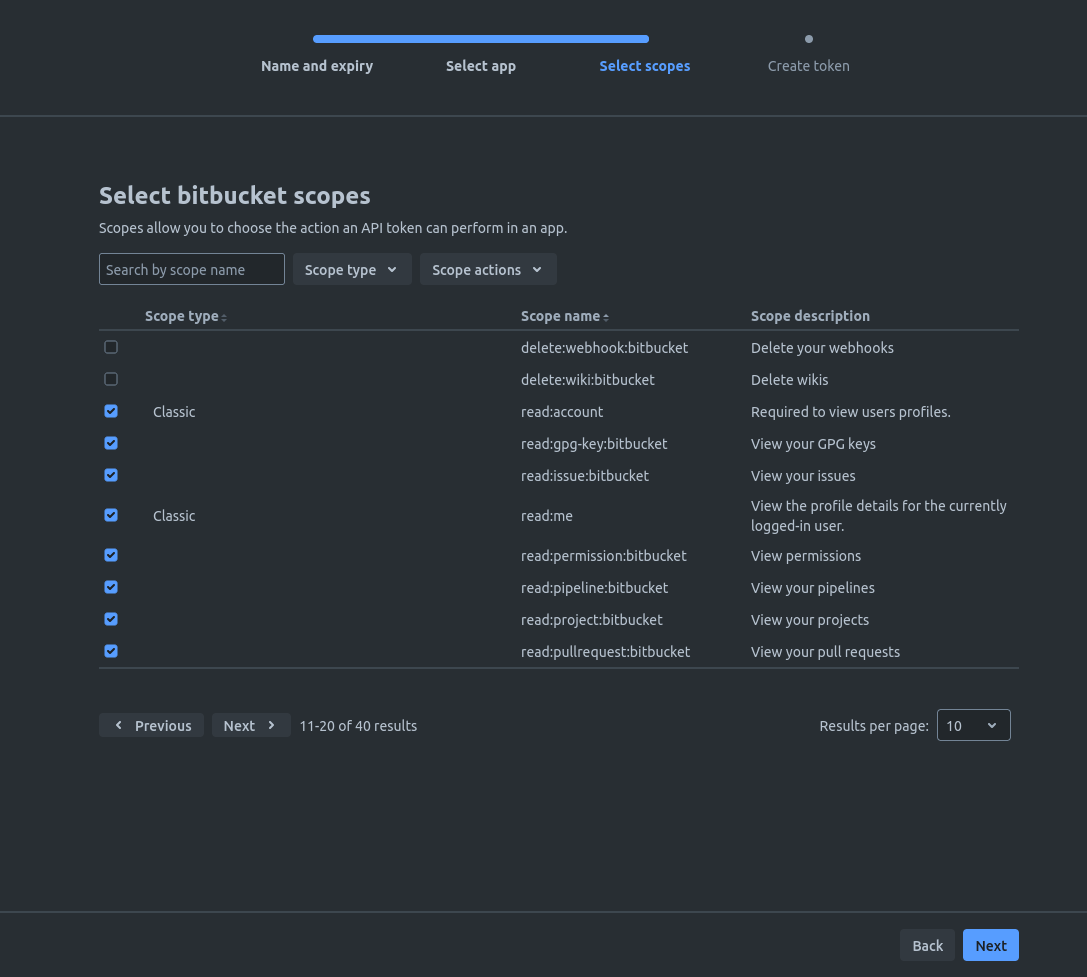 Name and expiry
Select app
Select scopes
Create token
Select bitbucket scopes
Scopes allow you to choose the action an API token can perform in an app.
Search by scope name
Scope type
Scope actions
Scope type Scope name Scope description
delete:webhook:bitbucket Delete your webhooks
delete:wiki:bitbucket Delete wikis
Classic read:account Required to view users profiles.
read:gpg-key:bitbucket View your GPG keys
read:issue:bitbucket View your issues
Classic read:me View the profile details for the currently
logged-in user.
read:permission:bitbucket View permissions
read:pipeline:bitbucket View your pipelines
read:project:bitbucket View your projects
read:pullrequest:bitbucket View your pull requests
Previous Next 11-20 of 40 results Results per page: 10
Back Next